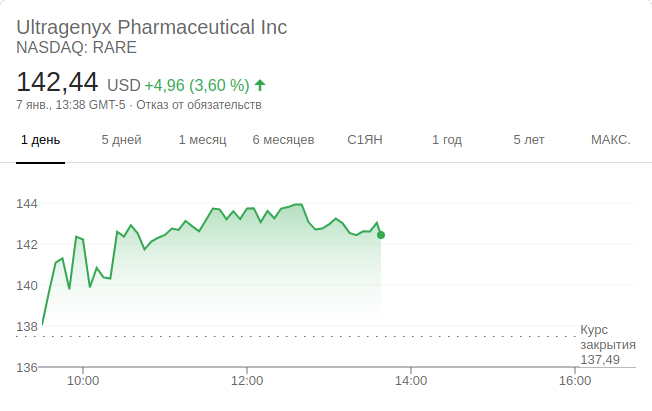 Ultragenyx Pharmaceutical Inc
NASDAQ: RARE
142,44 USD +4,96 (3,60 %)
7 янв., 13:38 GMT-5 · Отказ от обязательств
1 день 5 дней 1 месяц 6 месяцев С1ЯН 1 год 5 лет МАКС.
144
142
140
138
Курс
закрытия
137,49
136
10:00 12:00 14:00 16:00